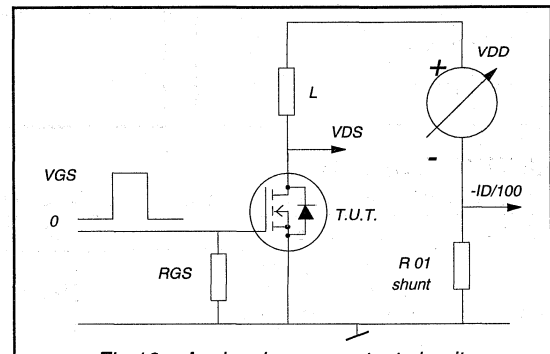 VDD
+
L
VDS
-
VGS
-ID/100
0
T.U.T.
RGS
R 01
shunt